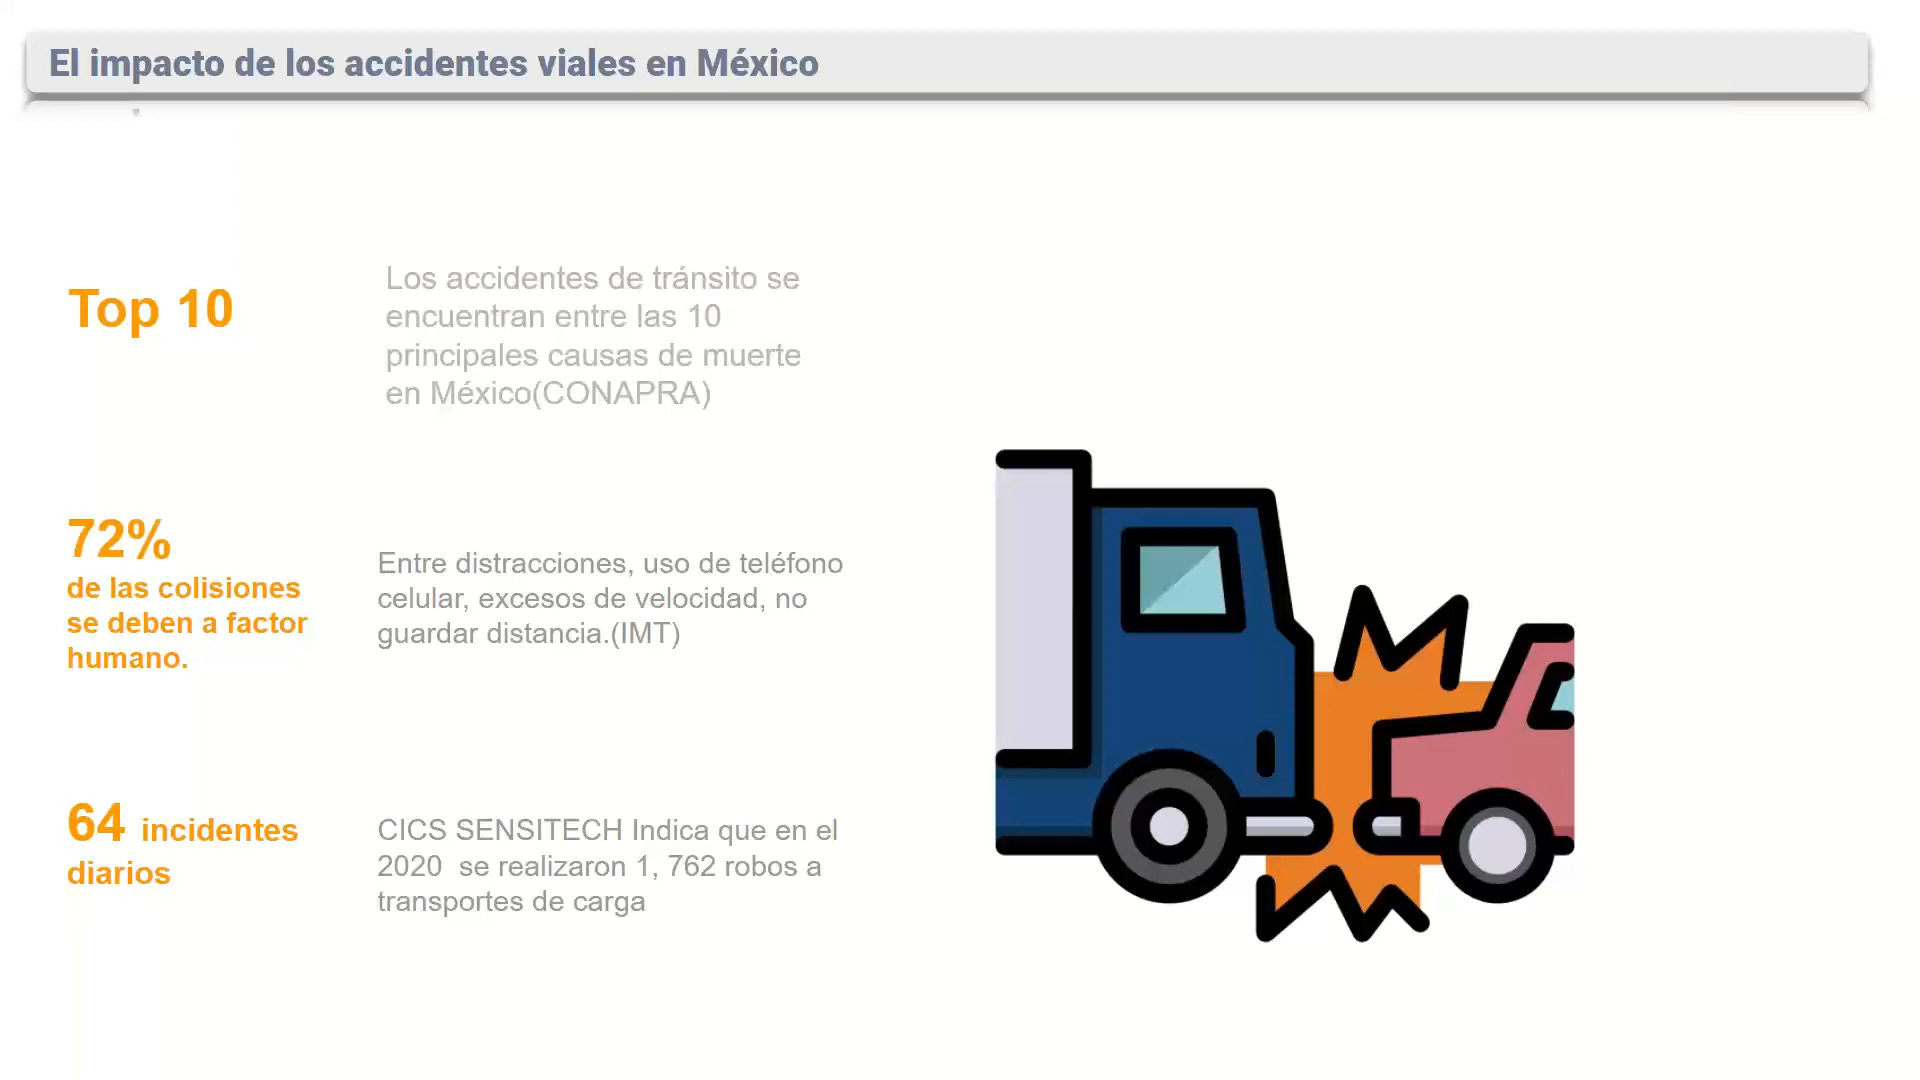 El impacto de los accidentes viales en México
Top 10
Los accidentes de tránsito se
encuentran entre las 10
principales causas de muerte
en México(CONAPRA)
72%
de las colisiones
se deben a factor
humano.
Entre distracciones, uso de teléfono
celular, excesos de velocidad, no
guardar distancia.(IMT)
64 incidentes
diarios
CICS SENSITECH Indica que en el
2020  se realizaron 1, 762 robos a
transportes de carga